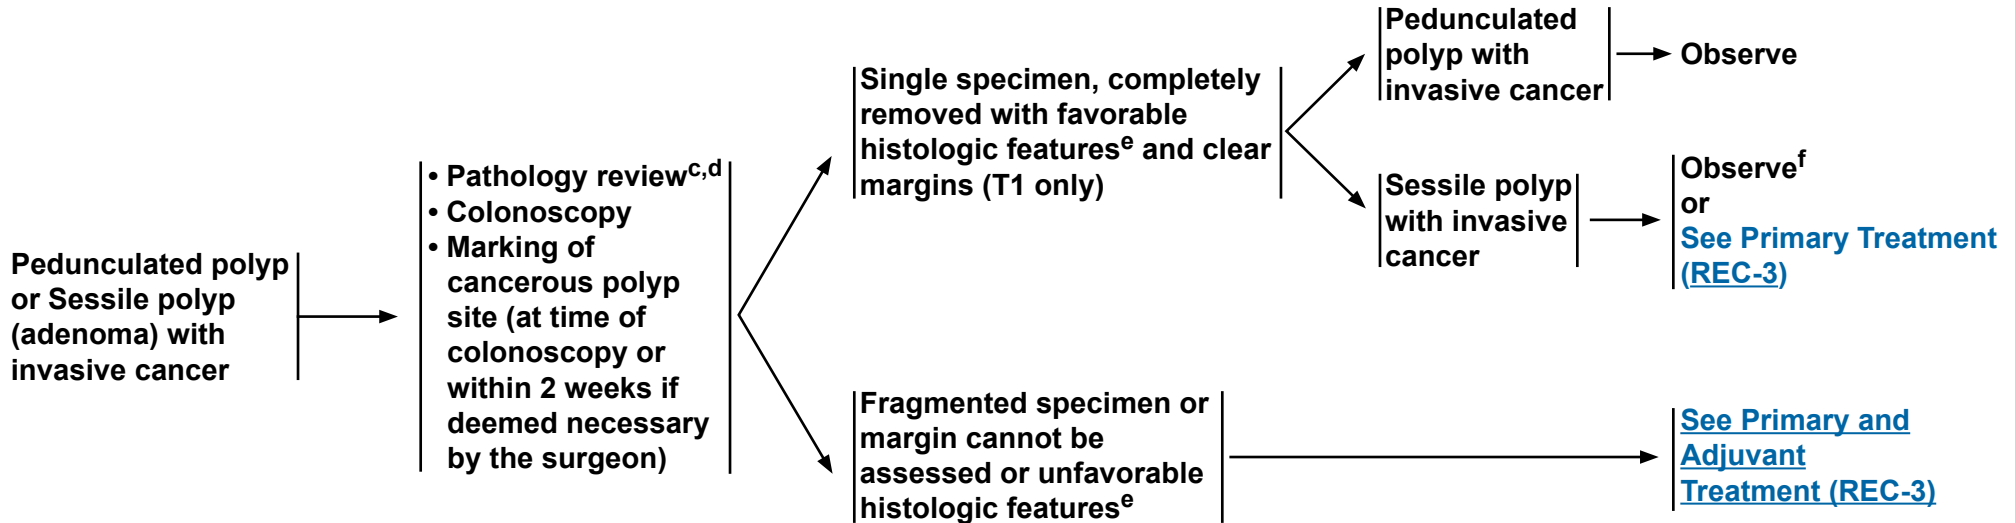 Pedunculated polyp
or Sessile polyp
(adenoma) with
invasive cancer
• Pathology reviewc,d
• Colonoscopy
• Marking of
cancerous polyp
site (at time of
colonoscopy or
within 2 weeks if
deemed necessary
by the surgeon)
Single specimen, completely
removed with favorable
histologic featurese and clear
margins (T1 only)
Pedunculated
polyp with
invasive cancer
Observe
Sessile polyp
with invasive
cancer
Observef
or
See Primary Treatment
(REC-3)
Fragmented specimen or
margin cannot be
assessed or unfavorable
histologic featurese
See Primary and
Adjuvant
Treatment (REC-3)